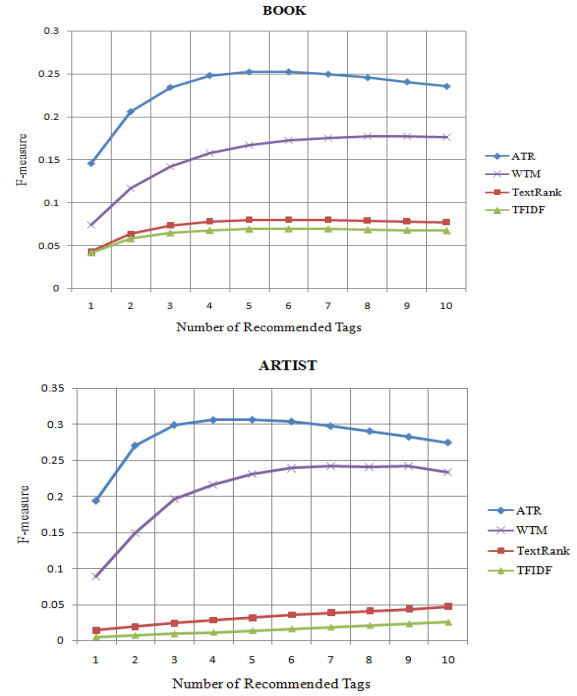 BOOK
0.3
0.25
0.2
0.15
0.1
0.05
0
F-measure
1 2 3 4 5 6 7 8 9 10
Number of Recommended Tags
ATR
WTM
TextRank
TFIDF
ARTIST
0.35
0.3
0.25
0.2
0.15
0.1
0.05
0
F-measure
1 2 3 4 5 6 7 8 9 10
Number of Recommended Tags
ATR
WTM
TextRank
TFIDF